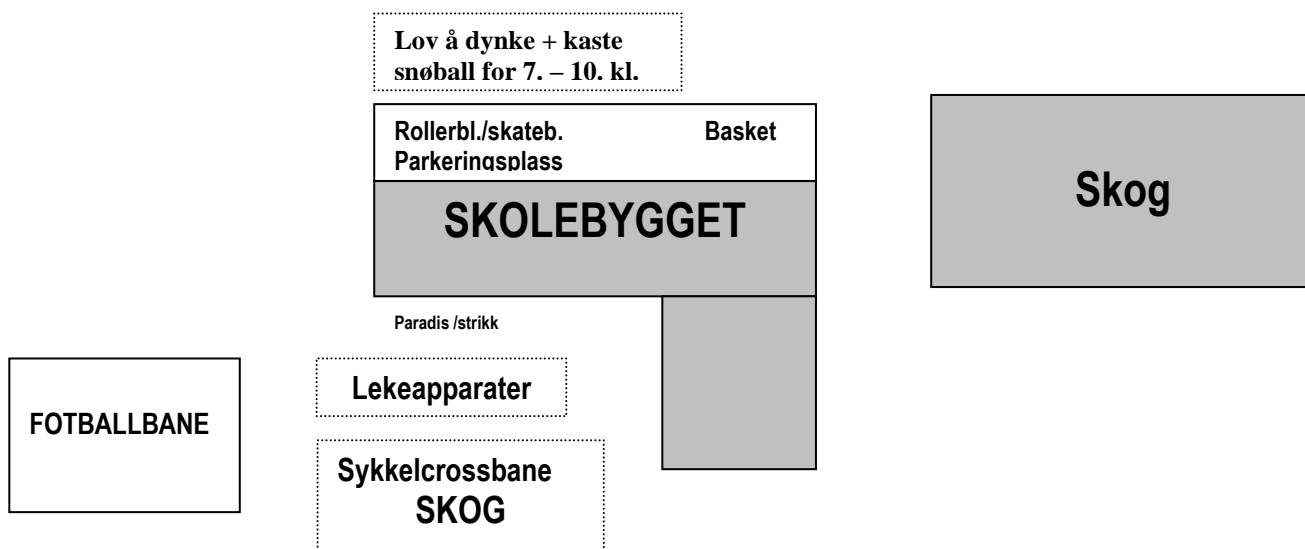 Lov å dynke + kaste
snøball for 7. – 10. kl.
Rollerbl./skateb. Basket
Parkeringsplass
SKOLEBYGGET
Skog
Paradis /strikk
Lekeapparater
FOTBALLBANE
Sykkelcrossbane
SKOG